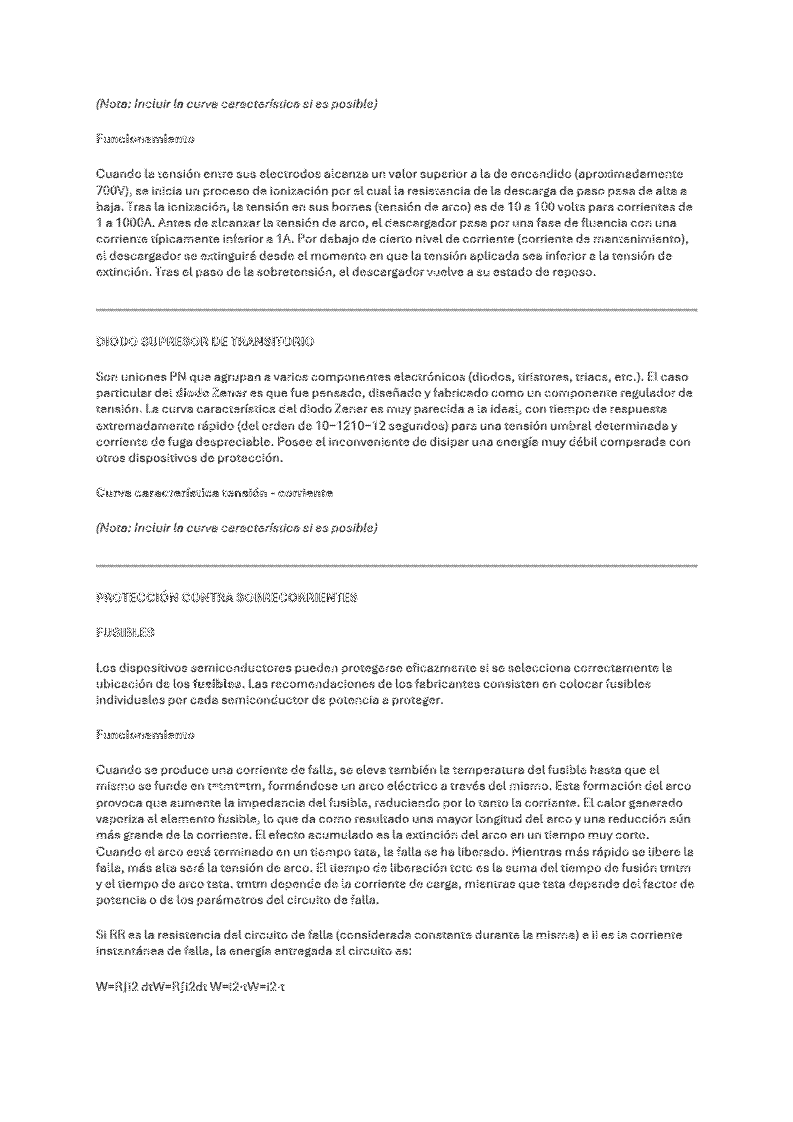 (Nota: Incluir la curva característica si es posible)
Funcionamiento
Cuando la tensión entre sus electrodos alcanza un valor superior a la de encendido (aproximadamente
700V), se inicia un proceso de ionización por el cual la resistencia de la descarga de paso pasa de alta a
baja. Tras la ionización, la tensión en sus bornes (tensión de arco) es de 10 a 100 volts para corrientes de
1 a 1000A. Antes de alcanzar la tensión de arco, el descargador pasa por una fase de fluencia con una
corriente típicamente inferior a 1A. Por debajo de cierto nivel de corriente (corriente de mantenimiento),
el descargador se extinguirá desde el momento en que la tensión aplicada sea inferior a la tensión de
extinción. Tras el paso de la sobretensión, el descargador vuelve a su estado de reposo.
DIODO SUPRESOR DE TRANSITORIO
Son uniones PN que agrupan a varios componentes electrónicos (diodos, tiristores, triacs, etc.). El caso
particular del diodo Zener es que fue pensado, diseñado y fabricado como un componente regulador de
tensión. La curva característica del diodo Zener es muy parecida a la ideal, con tiempo de respuesta
extremadamente rápido (del orden de 10−1210−12 segundos) para una tensión umbral determinada y
corriente de fuga despreciable. Posee el inconveniente de disipar una energía muy débil comparada con
otros dispositivos de protección.
Curva característica tensión - corriente
(Nota: Incluir la curva característica si es posible)
PROTECCIÓN CONTRA SOBRECORRIENTES
FUSIBLES
Los dispositivos semiconductores pueden protegerse eficazmente si se selecciona correctamente la
ubicación de los fusibles. Las recomendaciones de los fabricantes consisten en colocar fusibles
individuales por cada semiconductor de potencia a proteger.
Funcionamiento
Cuando se produce una corriente de falla, se eleva también la temperatura del fusible hasta que el
mismo se funde en t=tmt=tm, formándose un arco eléctrico a través del mismo. Esta formación del arco
provoca que aumente la impedancia del fusible, reduciendo por lo tanto la corriente. El calor generado
vaporiza al elemento fusible, lo que da como resultado una mayor longitud del arco y una reducción aún
más grande de la corriente. El efecto acumulado es la extinción del arco en un tiempo muy corto.
Cuando el arco está terminado en un tiempo tata, la falla se ha liberado. Mientras más rápido se libere la
falla, más alta será la tensión de arco. El tiempo de liberación tctc es la suma del tiempo de fusión tmtm
y el tiempo de arco tata. tmtm depende de la corriente de carga, mientras que tata depende del factor de
potencia o de los parámetros del circuito de falla.
Si RR es la resistencia del circuito de falla (considerada constante durante la misma) e ii es la corriente
instantánea de falla, la energía entregada al circuito es:
W=R∫i2 dtW=R∫i2dt W=i2⋅tW=i2⋅t